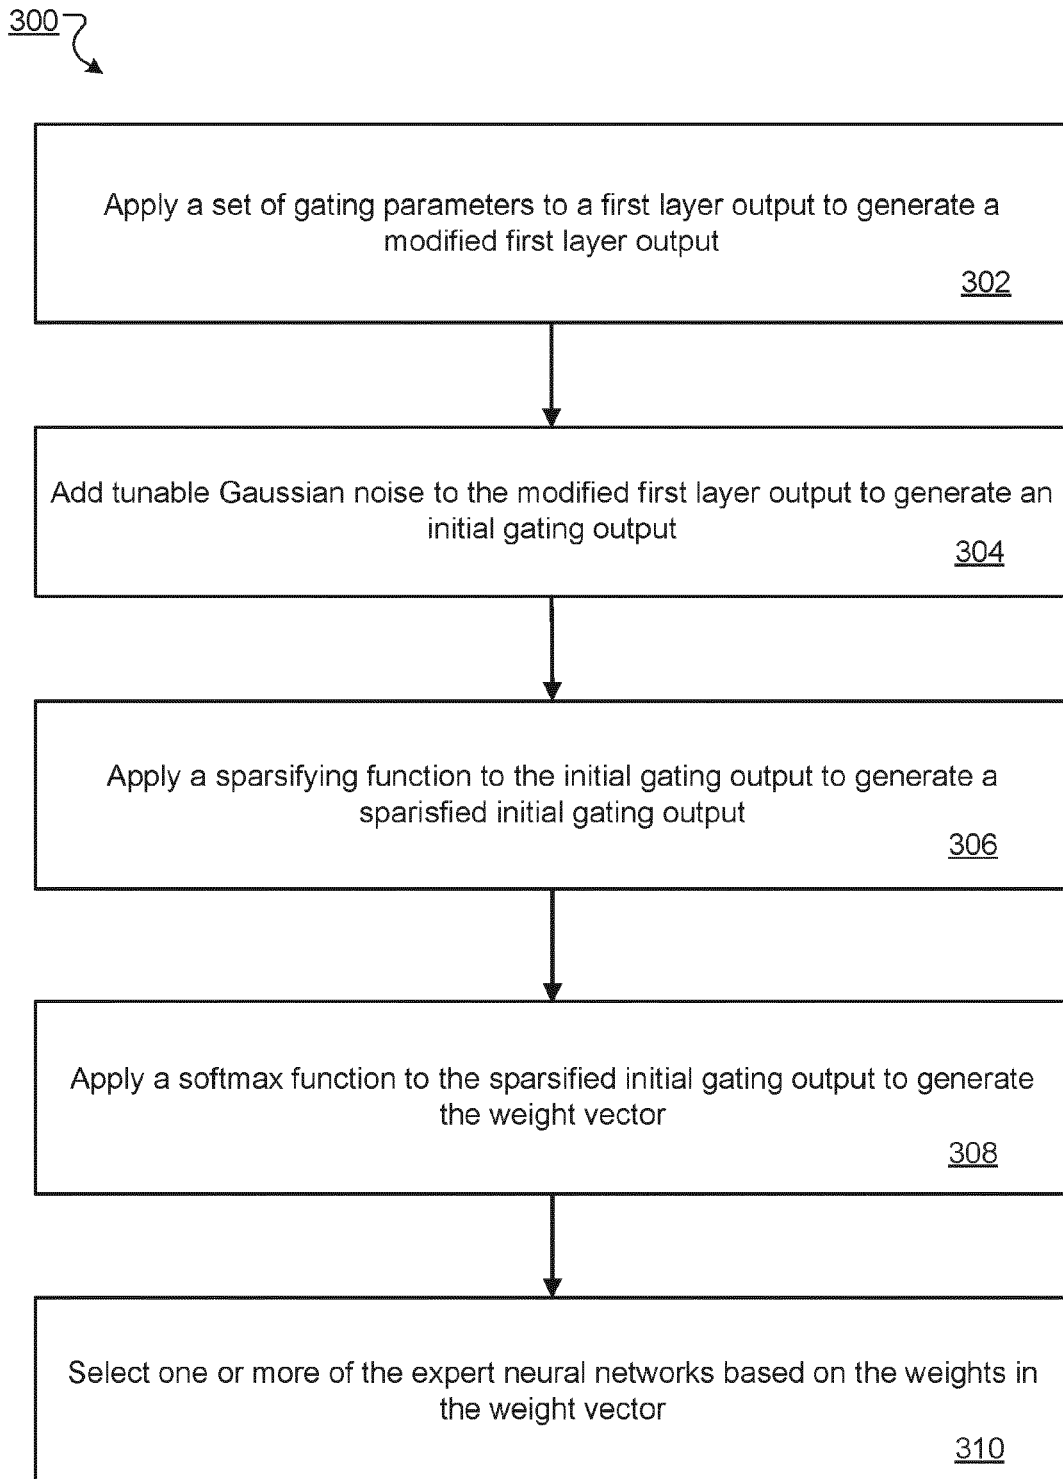 300
Apply a set of gating parameters to a first layer output to generate a
modified first layer output
302
Add tunable Gaussian noise to the modified first layer output to generate an
initial gating output
304
Apply a sparsifying function to the initial gating output to generate a
sparisfied initial gating output
306
Apply a softmax function to the sparsified initial gating output to generate
the weight vector
308
Select one or more of the expert neural networks based on the weights in
the weight vector
310